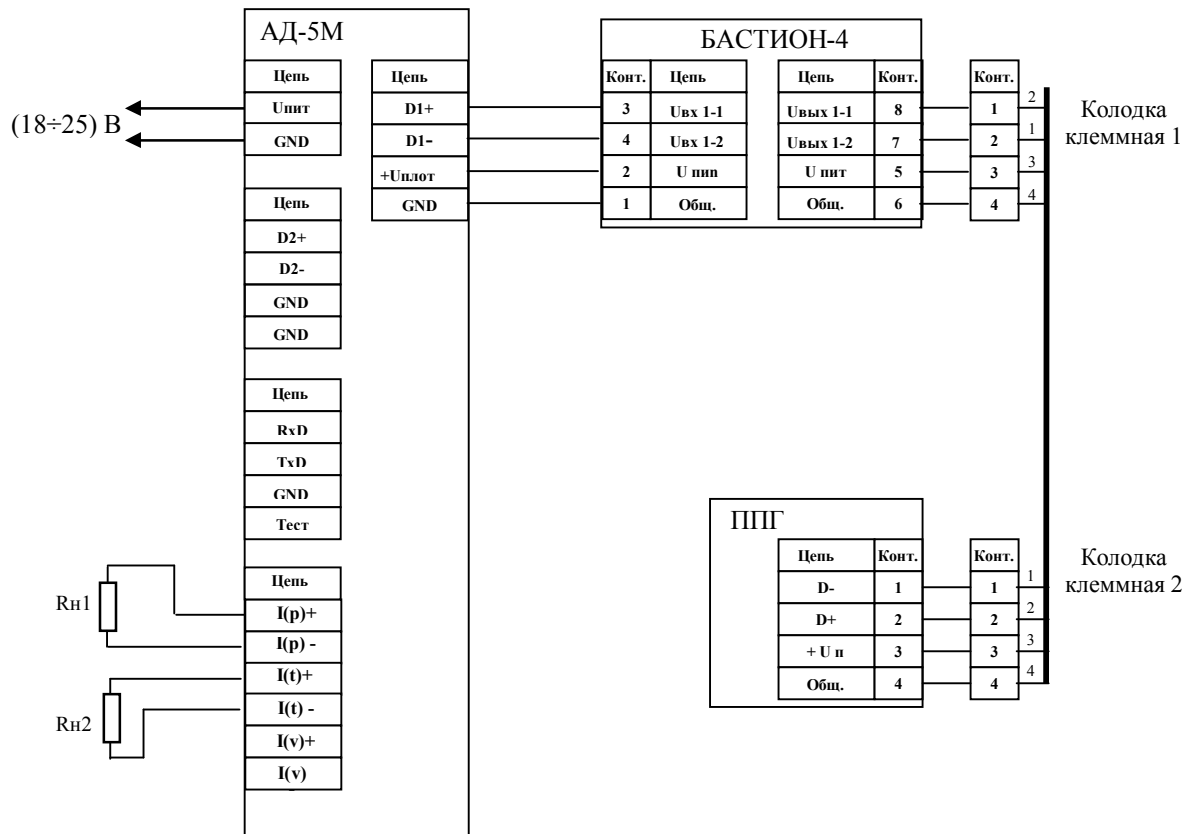 АД-5М
Цепь
Uпит
GND
(18÷25) В
Цепь
D1+
D1-
+Uплот
GND
Цепь
D2+
D2-
GND
GND
Цепь
RxD
TxD
GND
Тест
Цепь
I(p)+
I(p) -
I(t)+
I(t) -
I(v)+
I(v)
Rн1
Rн2
БАСТИОН-4
Конт. Цепь
3 Uвх 1-1
4 Uвх 1-2
2 U пип
1 Общ.
Цепь Конт.
Uвых 1-1 8
Uвых 1-2 7
U пит 5
Общ. 6
Конт.
1 2
2 1
3 3
4 4
Колодка
клеммная 1
ППГ
Цепь Конт.
D- 1
D+ 2
+ U п 3
Общ. 4
Конт.
1 1
2 2
3 3
4 4
Колодка
клеммная 2